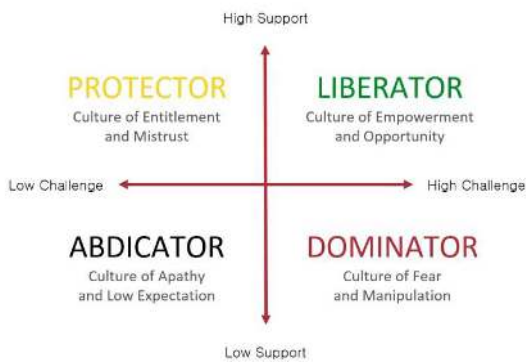 High Support
PROTECTOR
Culture of Entitlement
and Mistrust
LIBERATOR
Culture of Empowerment
and Opportunity
Low Challenge
High Challenge
ABDICATOR
Culture of Apathy
and Low Expectation
DOMINATOR
Culture of Fear
and Manipulation
Low Support